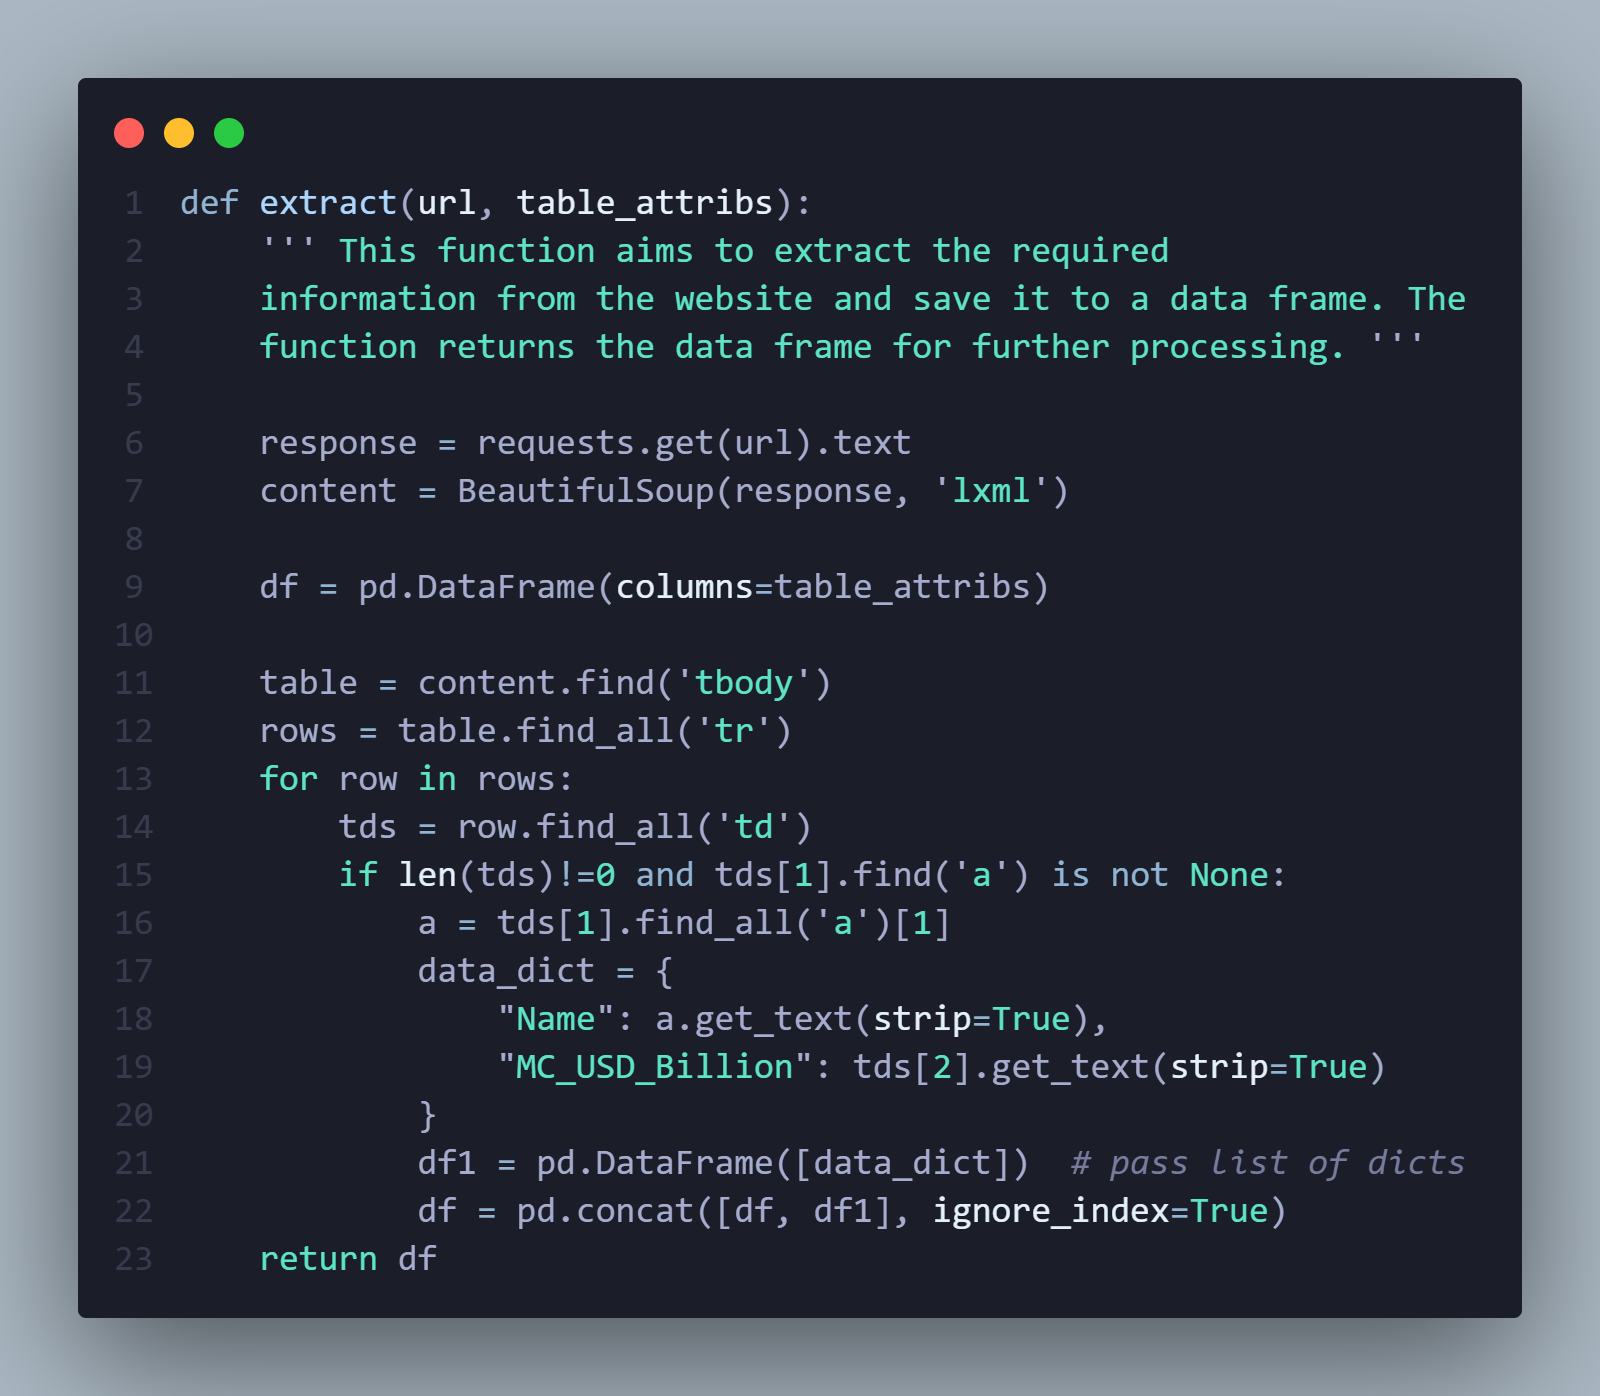 1 def extract(url, table_attribs):
2     ''' This function aims to extract the required
3     information from the website and save it to a data frame. The
4     function returns the data frame for further processing. '''
5
6     response = requests.get(url).text
7     content = BeautifulSoup(response, 'lxml')
8
9     df = pd.DataFrame(columns=table_attribs)
10
11     table = content.find('tbody')
12     rows = table.find_all('tr')
13     for row in rows:
14         tds = row.find_all('td')
15         if len(tds)!=0 and tds[1].find('a') is not None:
16             a = tds[1].find_all('a')[1]
17             data_dict = {
18                 "Name": a.get_text(strip=True),
19                 "MC_USD_Billion": tds[2].get_text(strip=True)
20             }
21             df1 = pd.DataFrame([data_dict])  # pass list of dicts
22             df = pd.concat([df, df1], ignore_index=True)
23     return df